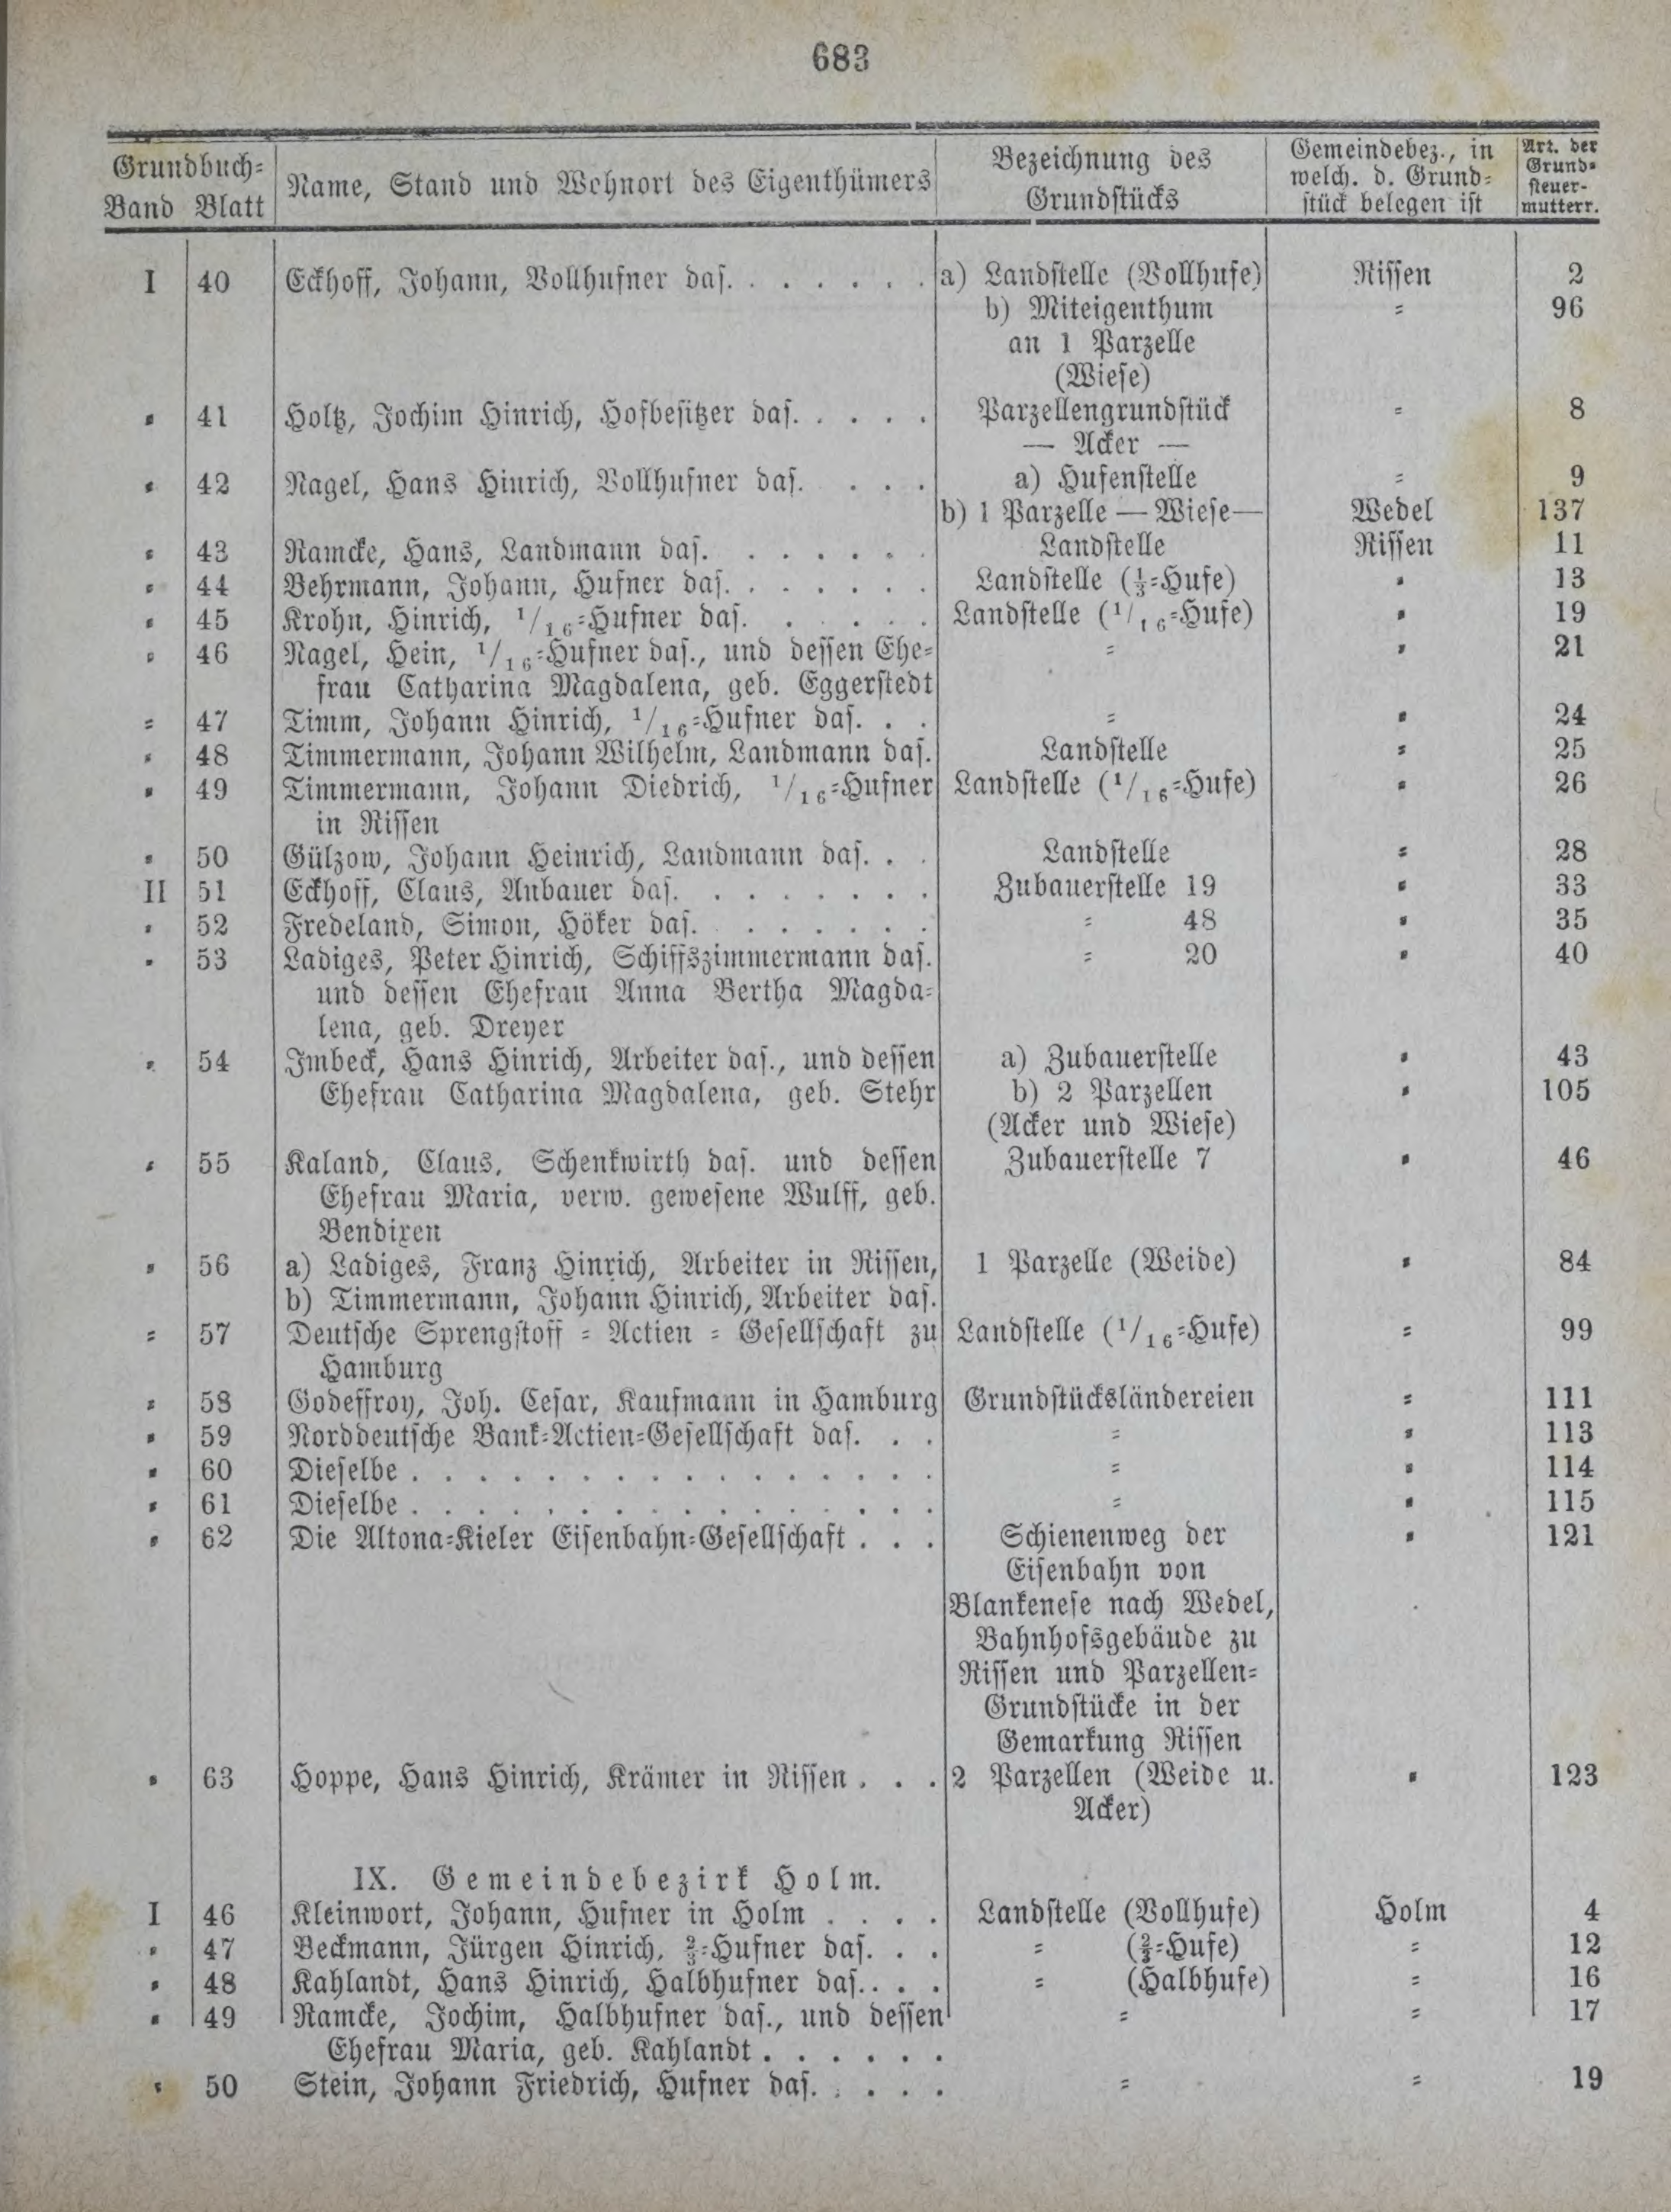 683
Grundbuch= Name, Stand und Wohnort des Eigenthümers Bezeichnung des Gemeindebez., in Art. der
Band Blatt Grundstücks welch. d. Grund= Grund=
stück belegen ist steuer-
mutterr.
I 40 Eckhoff, Johann, Vollhufner das. . . . . . . a) Landstelle (Vollhufe) Rissen 2
b) Miteigenthum = 96
an 1 Parzelle
(Wiese)
= 41 Holtz, Jochim Hinrich, Hofbesitzer das. . . . . Parzellengrundstück = 8
— Acker —
= 42 Nagel, Hans Hinrich, Vollhufner das. . . . a) Hufenstelle = 9
b) 1 Parzelle — Wiese — Wedel 137
= 43 Ramcke, Hans, Landmann das. . . . . . . Landstelle Rissen 11
= 44 Behrmann, Johann, Hufner das. . . . . . . Landstelle (⅓=Hufe) = 13
= 45 Krohn, Hinrich, 1/16=Hufner das. . . . . . Landstelle (1/16=Hufe) = 19
= 46 Nagel, Hein, 1/16=Hufner das., und dessen Ehe= = = 21
frau Catharina Magdalena, geb. Eggerstedt
= 47 Timm, Johann Hinrich, 1/16=Hufner das. . . = = 24
= 48 Timmermann, Johann Wilhelm, Landmann das. Landstelle = 25
= 49 Timmermann, Johann Diedrich, 1/16=Hufner Landstelle (1/16=Hufe) = 26
in Rissen
= 50 Gülzow, Johann Heinrich, Landmann das. . . Landstelle = 28
II 51 Eckhoff, Claus, Anbauer das. . . . . . . . Zubauerstelle 19 = 33
= 52 Fredeland, Simon, Höker das. . . . . . . = 48 = 35
= 53 Ladiges, Peter Hinrich, Schiffszimmermann das. = 20 = 40
und dessen Ehefrau Anna Bertha Magda=
lena, geb. Dreyer
= 54 Imbeck, Hans Hinrich, Arbeiter das., und dessen a) Zubauerstelle = 43
Ehefrau Catharina Magdalena, geb. Stehr b) 2 Parzellen = 105
(Acker und Wiese)
= 55 Kaland, Claus, Schenkwirth das. und dessen Zubauerstelle 7 = 46
Ehefrau Maria, verw. gewesene Wulff, geb.
Bendixen
= 56 a) Ladiges, Franz Hinrich, Arbeiter in Rissen, 1 Parzelle (Weide) = 84
b) Timmermann, Johann Hinrich, Arbeiter das.
= 57 Deutsche Sprengstoff = Actien = Gesellschaft zu Landstelle (1/16=Hufe) = 99
Hamburg
= 58 Godeffroy, Joh. Cesar, Kaufmann in Hamburg Grundstücksländereien = 111
= 59 Norddeutsche Bank=Actien=Gesellschaft das. . . = = 113
= 60 Dieselbe . . . . . . . . . . . . . . . . = = 114
= 61 Dieselbe . . . . . . . . . . . . . . . . = = 115
= 62 Die Altona=Kieler Eisenbahn=Gesellschaft . . . Schienenweg der = 121
Eisenbahn von
Blankenese nach Wedel,
Bahnhofsgebäude zu
Rissen und Parzellen=
Grundstücke in der
Gemarkung Rissen
= 63 Hoppe, Hans Hinrich, Krämer in Rissen . . . 2 Parzellen (Weide u. = 123
Acker)
IX. Gemeindebezirk Holm.
I 46 Kleinwort, Johann, Hufner in Holm . . . . Landstelle (Vollhufe) Holm 4
= 47 Beckmann, Jürgen Hinrich, ⅔=Hufner das. . . = (⅔=Hufe) = 12
= 48 Kahlandt, Hans Hinrich, Halbhufner das. . . . = (Halbhufe) = 16
= 49 Ramcke, Jochim, Halbhufner das., und dessen = = 17
Ehefrau Maria, geb. Kahlandt . . . . . .
= 50 Stein, Johann Friedrich, Hufner das. . . . . = = 19